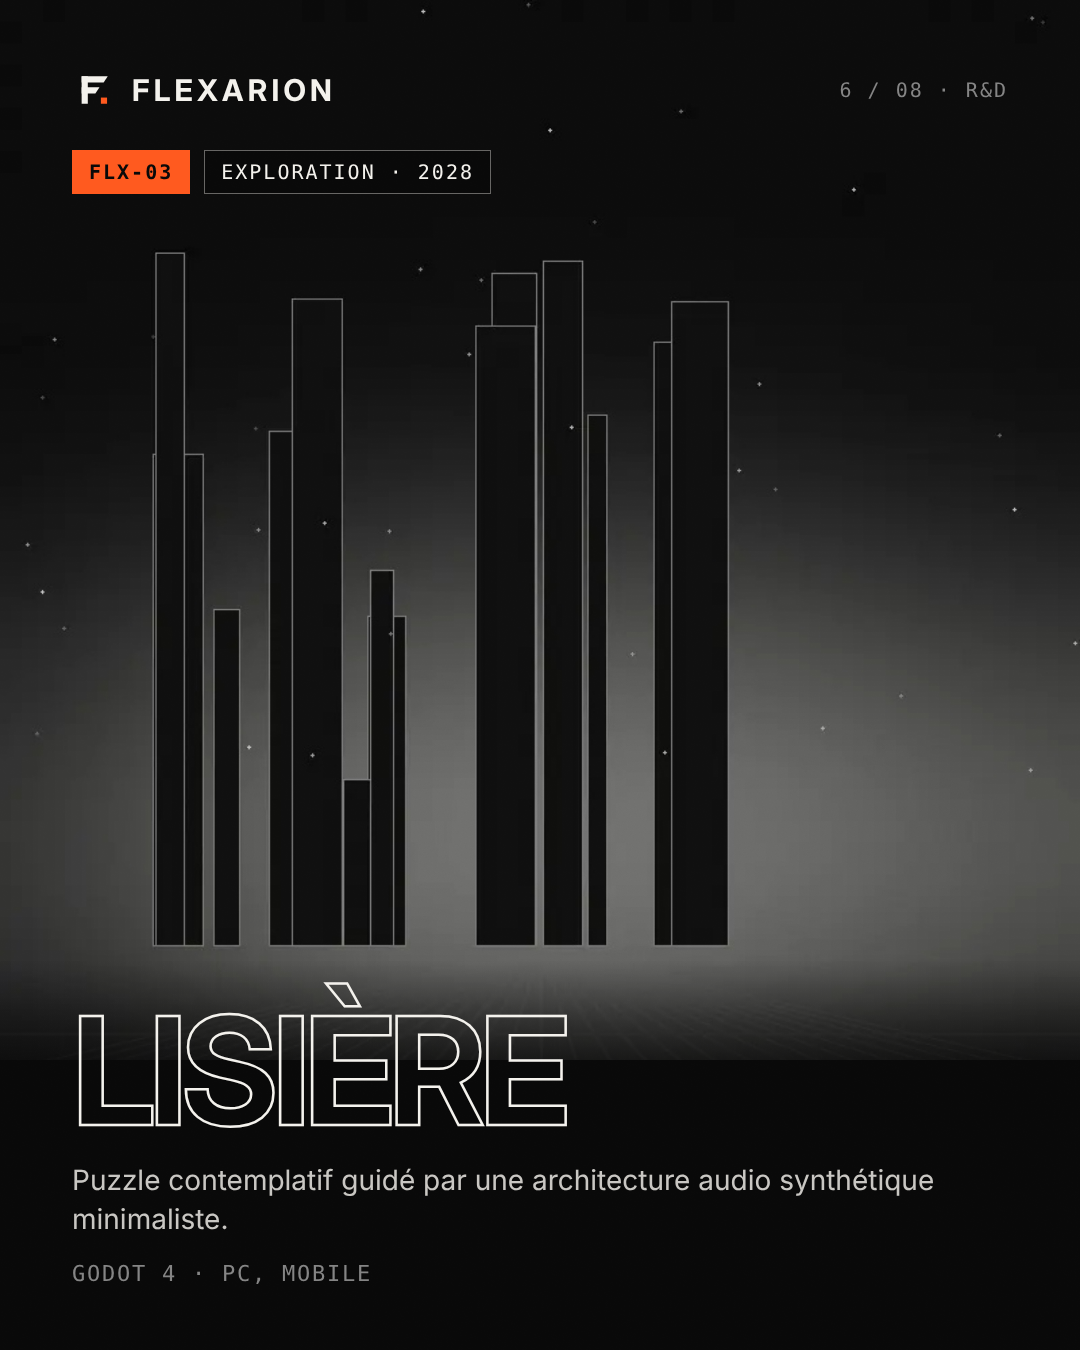 FLEXARION
6 / 08 · R&D
FLX-03
EXPLORATION · 2028
LISIÈRE
Puzzle contemplatif guidé par une architecture audio synthétique
minimaliste.
GODOT 4 · PC, MOBILE